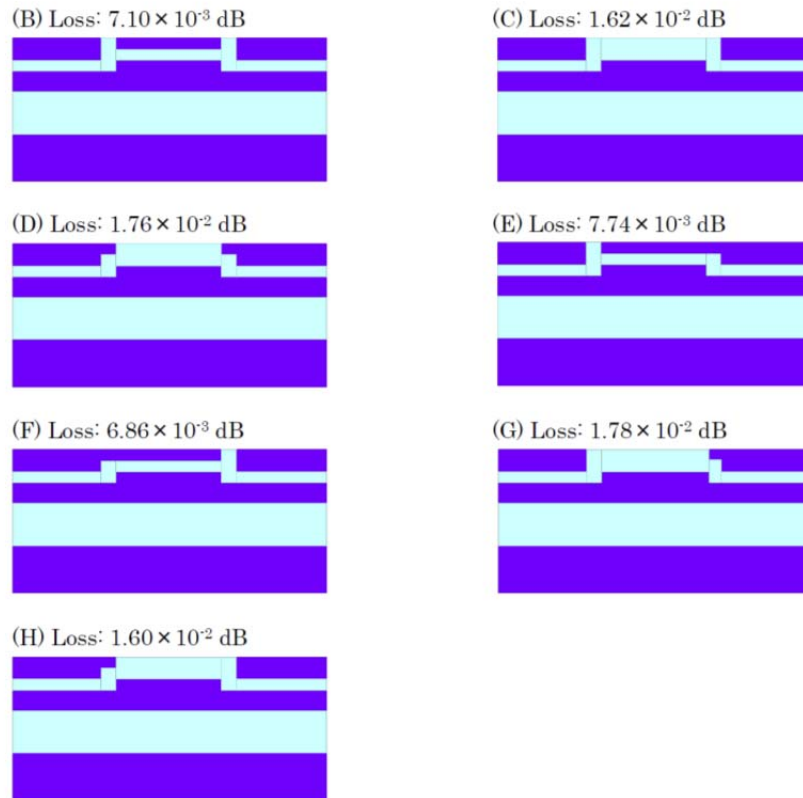 (B) Loss: 7.10 × 10⁻³ dB
(C) Loss: 1.62 × 10⁻² dB
(D) Loss: 1.76 × 10⁻² dB
(E) Loss: 7.74 × 10⁻³ dB
(F) Loss: 6.86 × 10⁻³ dB
(G) Loss: 1.78 × 10⁻² dB
(H) Loss: 1.60 × 10⁻² dB